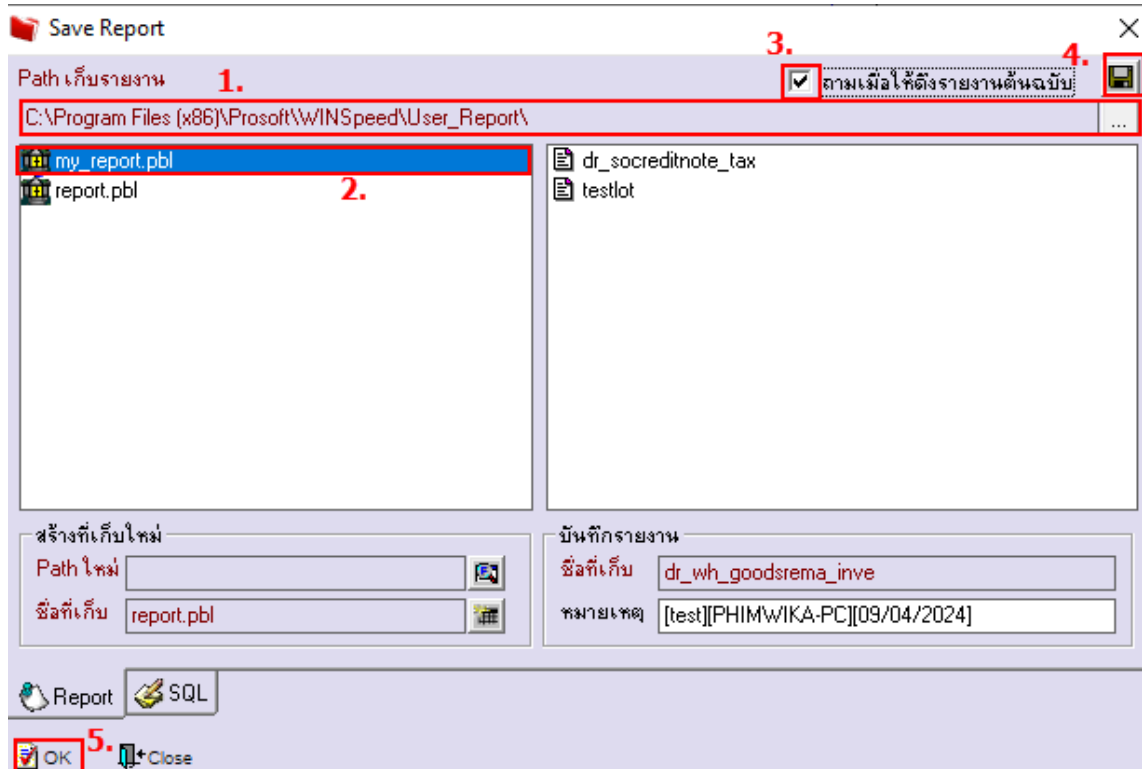 Save Report
3.
4.
Path เก็บรายงาน 1.
ถามเมื่อให้ดึงรายงานต้นฉบับ
C:\Program Files (x86)\Prosoft\WINSpeed\User_Report\
...
my_report.pbl
report.pbl
2.
dr_socreditnote_tax
testlot
สร้างที่เก็บใหม่
Path ใหม่
ชื่อที่เก็บ report.pbl
บันทึกรายงาน
ชื่อที่เก็บ dr_wh_goodsrema_inve
หมายเหตุ [test][PHIMWIKA-PC][09/04/2024]
Report SQL
OK 5. Close